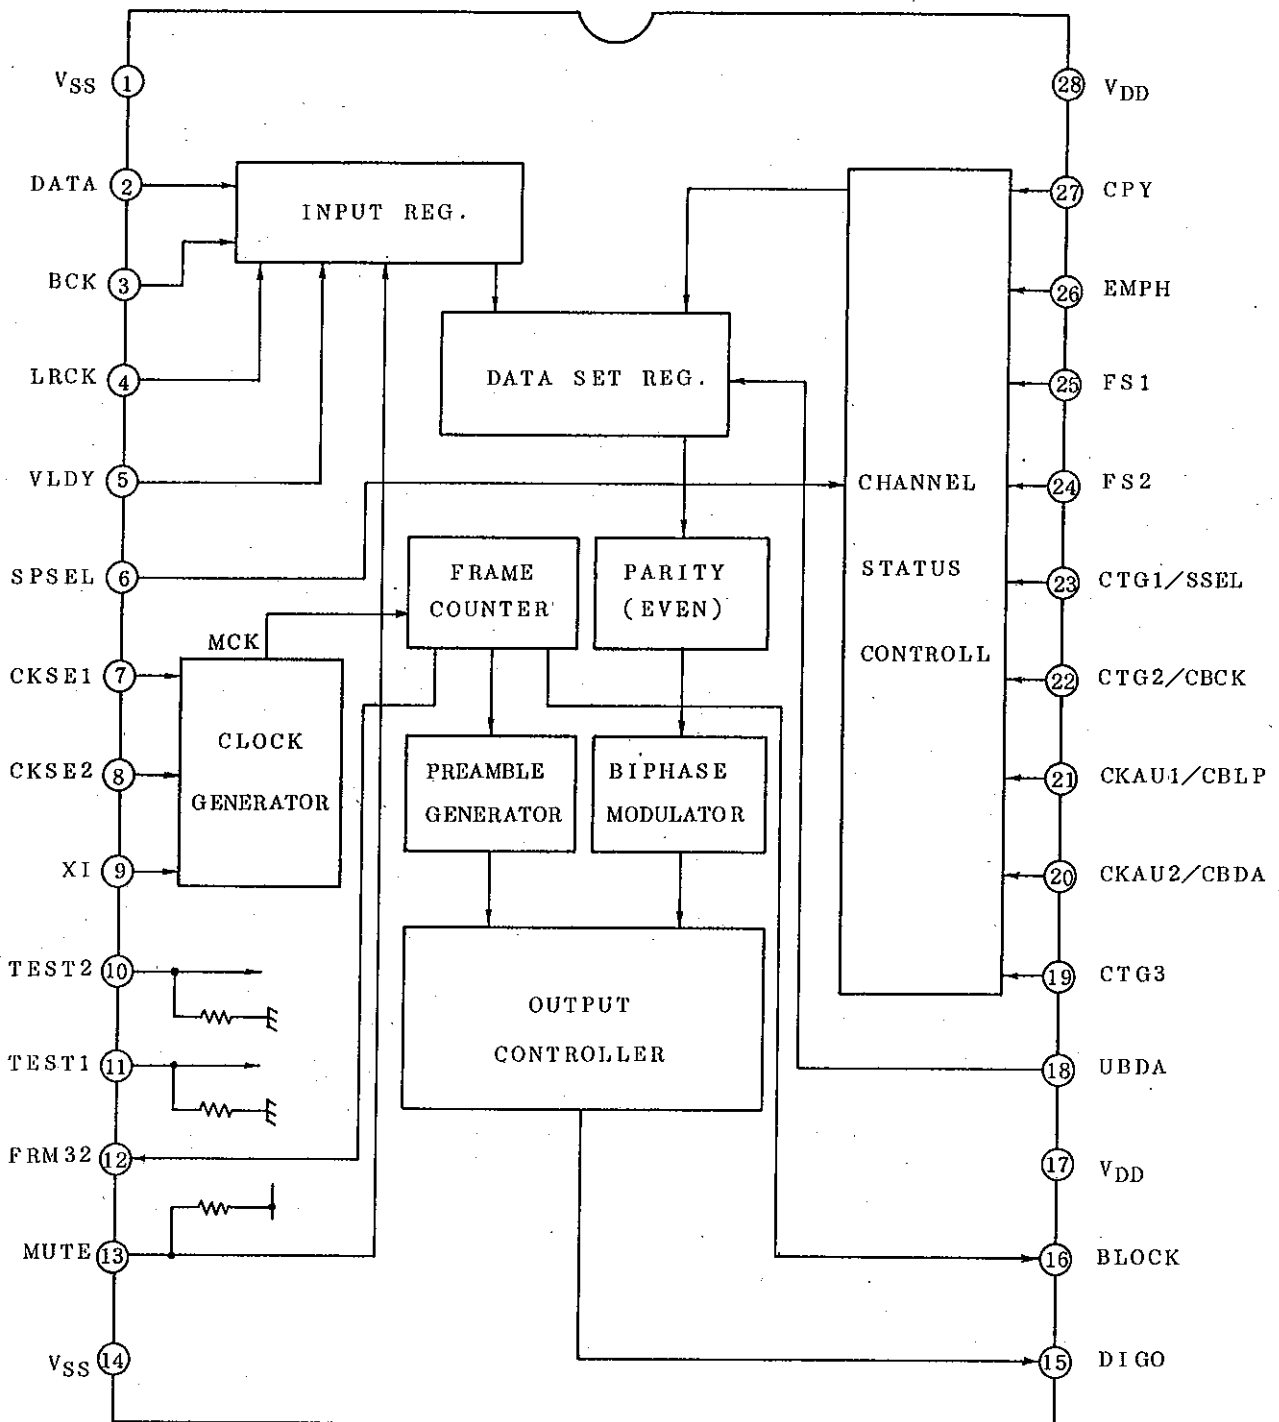 VSS 1
DATA 2
BCK 3
LRCK 4
VLDY 5
SPSEL 6
CKSE1 7
CKSE2 8
XI 9
TEST2 10
TEST1 11
FRM32 12
MUTE 13
VSS 14
INPUT REG.
DATA SET REG.
FRAME
COUNTER
PARITY
(EVEN)
MCK
CLOCK
GENERATOR
PREAMBLE
GENERATOR
BIPHASE
MODULATOR
OUTPUT
CONTROLLER
CHANNEL
STATUS
CONTROLL
28 VDD
27 CPY
26 EMPH
25 FS1
24 FS2
23 CTG1/SSEL
22 CTG2/CBCK
21 CKAU1/CBLP
20 CKAU2/CBDA
19 CTG3
18 UBDA
17 VDD
16 BLOCK
15 DIGO